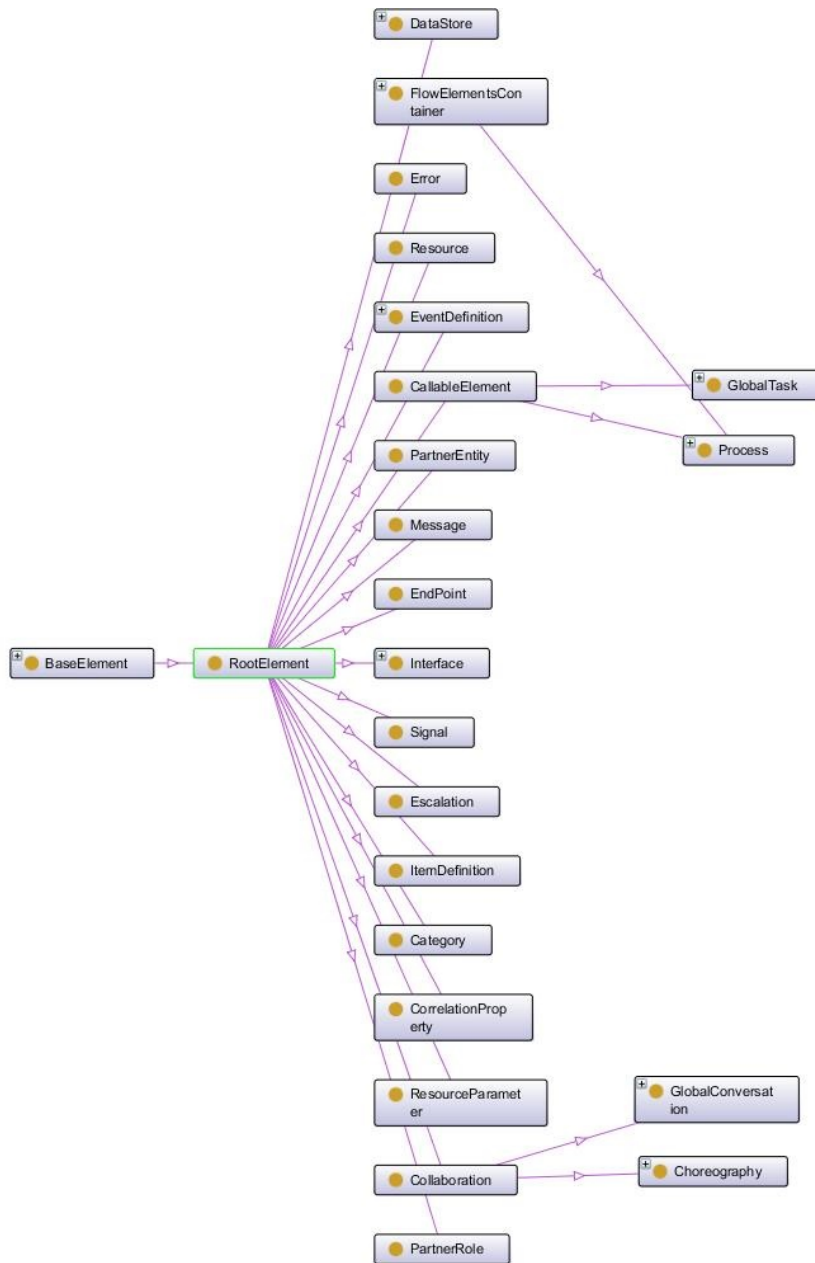 DataStore
FlowElementsCon
tainer
Error
Resource
EventDefinition
CallableElement
GlobalTask
PartnerEntity
Process
Message
EndPoint
BaseElement
RootElement
Interface
Signal
Escalation
ItemDefinition
Category
CorrelationProp
erty
ResourceParamet
er
GlobalConversat
ion
Collaboration
Choreography
PartnerRole